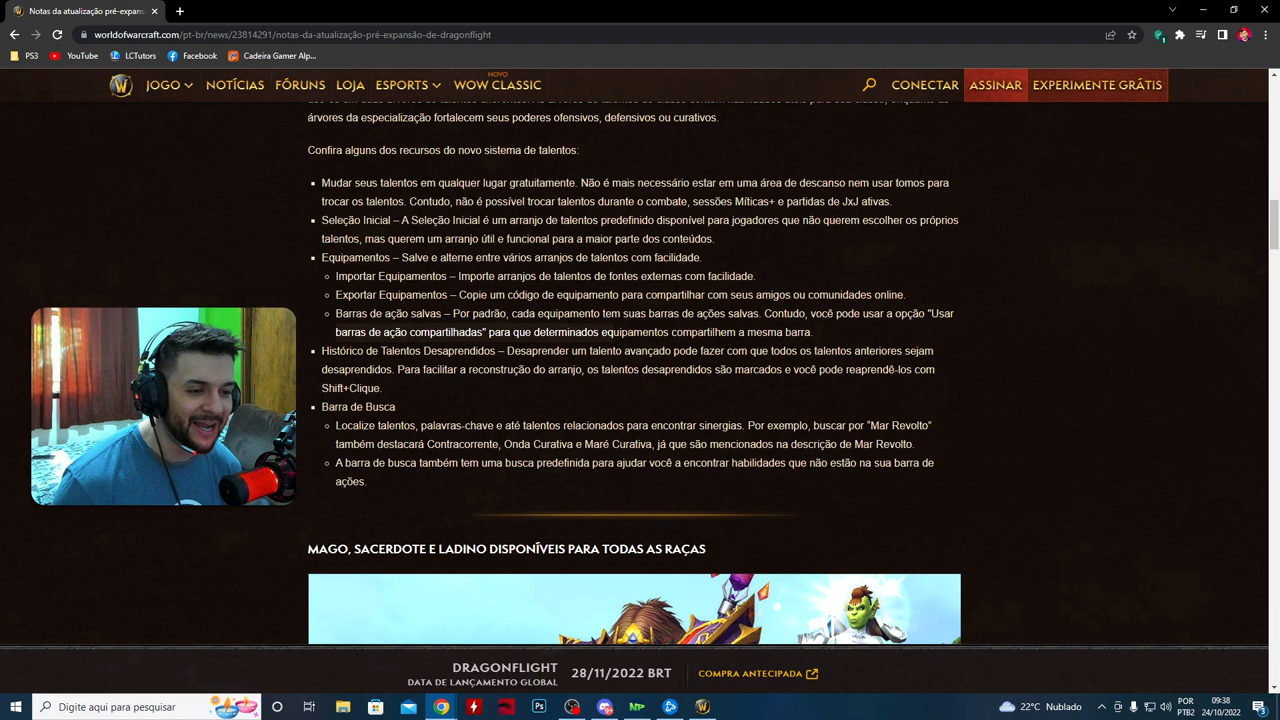 Notas da atualização pré-expans
worldofwarcraft.com/pt-br/news/23814291/notas-da-atualização-pré-expansão-de-dragonflight
PS3 YouTube LCTutors Facebook Cadeira Gamer Alp...
JOGO NOTÍCIAS FÓRUNS LOJA ESPORTS NOVO WOW CLASSIC CONECTAR ASSINAR EXPERIMENTE GRÁTIS
árvores da especialização fortalecem seus poderes ofensivos, defensivos ou curativos.
Confira alguns dos recursos do novo sistema de talentos:
Mudar seus talentos em qualquer lugar gratuitamente. Não é mais necessário estar em uma área de descanso nem usar tomos para
trocar os talentos. Contudo, não é possível trocar talentos durante o combate, sessões Míticas+ e partidas de JxJ ativas.
Seleção Inicial – A Seleção Inicial é um arranjo de talentos predefinido disponível para jogadores que não querem escolher os próprios
talentos, mas querem um arranjo útil e funcional para a maior parte dos conteúdos.
Equipamentos – Salve e alterne entre vários arranjos de talentos com facilidade.
Importar Equipamentos – Importe arranjos de talentos de fontes externas com facilidade.
Exportar Equipamentos – Copie um código de equipamento para compartilhar com seus amigos ou comunidades online.
Barras de ação salvas – Por padrão, cada equipamento tem suas barras de ações salvas. Contudo, você pode usar a opção "Usar
barras de ação compartilhadas" para que determinados equipamentos compartilhem a mesma barra.
Histórico de Talentos Desaprendidos – Desaprender um talento avançado pode fazer com que todos os talentos anteriores sejam
desaprendidos. Para facilitar a reconstrução do arranjo, os talentos desaprendidos são marcados e você pode reaprendê-los com
Shift+Clique.
Barra de Busca
Localize talentos, palavras-chave e até talentos relacionados para encontrar sinergias. Por exemplo, buscar por “Mar Revolto”
também destacará Contracorrente, Onda Curativa e Maré Curativa, já que são mencionados na descrição de Mar Revolto.
A barra de busca também tem uma busca predefinida para ajudar você a encontrar habilidades que não estão na sua barra de
ações.
MAGO, SACERDOTE E LADINO DISPONÍVEIS PARA TODAS AS RAÇAS
DRAGONFLIGHT
DATA DE LANÇAMENTO GLOBAL
28/11/2022 BRT
COMPRA ANTECIPADA
Digite aqui para pesquisar
22°C Nublado
POR
PTB2
09:38
24/10/2022
3